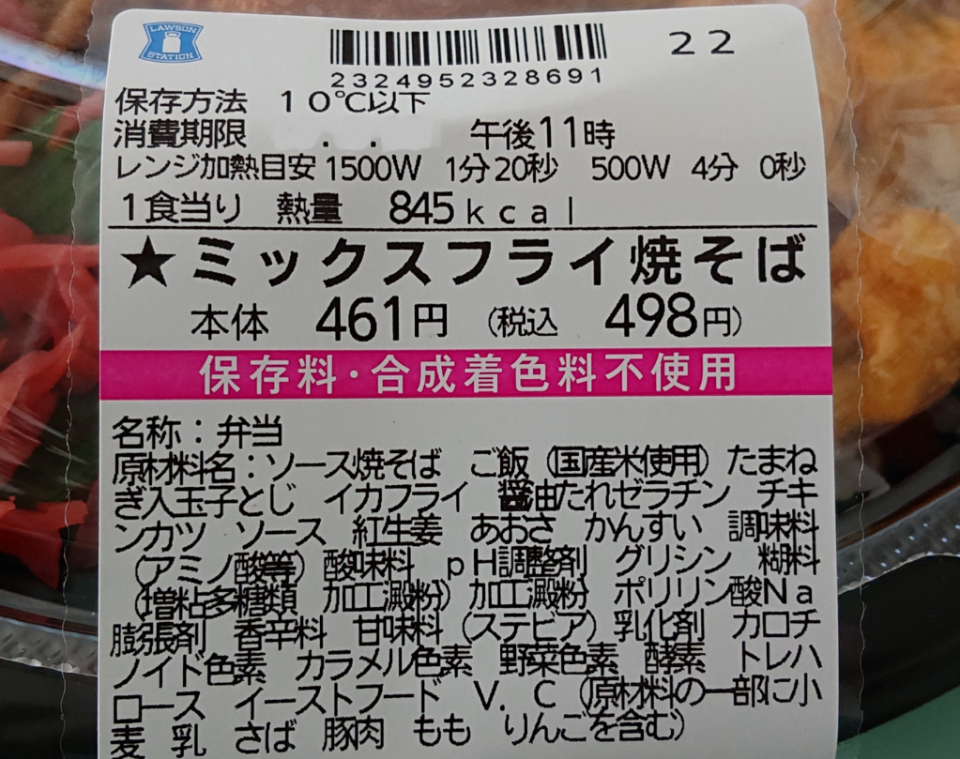 LAWSON
STATION
22
2324952328691
保存方法 10℃以下
消費期限 . . 午後11時
レンジ加熱目安 1500W 1分20秒 500W 4分 0秒
1食当り 熱量 845kcal
★ミックスフライ焼そば
本体 461円 (税込 498円)
保存料・合成着色料不使用
名称:弁当
原材料名:ソース焼そば ご飯(国産米使用) たまね
ぎ入玉子とじ イカフライ 醤油たれゼラチン チキ
ンカツ ソース 紅生姜 あおさ かんすい 調味料
(アミノ酸等) 酸味料 pH調整剤 グリシン 糊料
(増粘多糖類 加工澱粉) 加工澱粉 ポリリン酸Na
膨張剤 香辛料 甘味料(ステビア) 乳化剤 カロチ
ノイド色素 カラメル色素 野菜色素 酵素 トレハ
ロース イーストフード V.C (原材料の一部に小
麦 乳 さば 豚肉 もも りんごを含む)